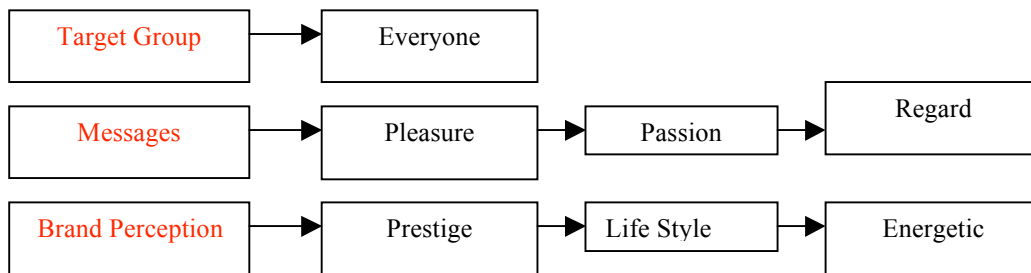 Target Group
Everyone
Messages
Pleasure
Passion
Regard
Brand Perception
Prestige
Life Style
Energetic